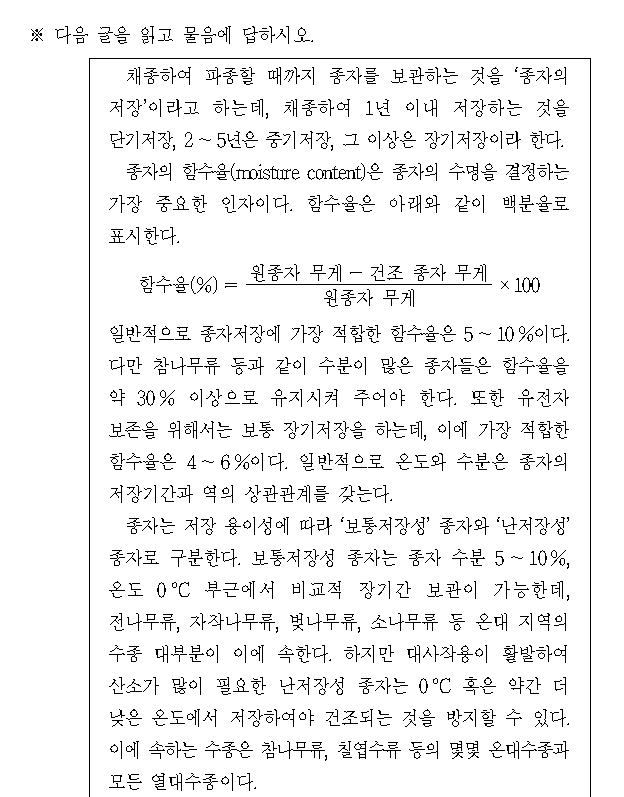 ※ 다음 글을 읽고 물음에 답하시오.
채종하여 파종할 때까지 종자를 보관하는 것을 ‘종자의
저장’이라고 하는데, 채종하여 1년 이내 저장하는 것을
단기저장, 2 ~ 5년은 중기저장, 그 이상은 장기저장이라 한다.
종자의 함수율(moisture content)은 종자의 수명을 결정하는
가장 중요한 인자이다. 함수율은 아래와 같이 백분율로
표시한다.
함수율(%) = (원종자 무게 − 건조 종자 무게) / 원종자 무게 × 100
일반적으로 종자저장에 가장 적합한 함수율은 5 ~ 10 %이다.
다만 참나무류 등과 같이 수분이 많은 종자들은 함수율을
약 30 % 이상으로 유지시켜 주어야 한다. 또한 유전자
보존을 위해서는 보통 장기저장을 하는데, 이에 가장 적합한
함수율은 4 ~ 6 %이다. 일반적으로 온도와 수분은 종자의
저장기간과 역의 상관관계를 갖는다.
종자는 저장 용이성에 따라 ‘보통저장성’ 종자와 ‘난저장성’
종자로 구분한다. 보통저장성 종자는 종자 수분 5 ~ 10 %,
온도 0 ℃ 부근에서 비교적 장기간 보관이 가능한데,
전나무류, 자작나무류, 벚나무류, 소나무류 등 온대 지역의
수종 대부분이 이에 속한다. 하지만 대사작용이 활발하여
산소가 많이 필요한 난저장성 종자는 0 ℃ 혹은 약간 더
낮은 온도에서 저장하여야 건조되는 것을 방지할 수 있다.
이에 속하는 수종은 참나무류, 칠엽수류 등의 몇몇 온대수종과
모든 열대수종이다.